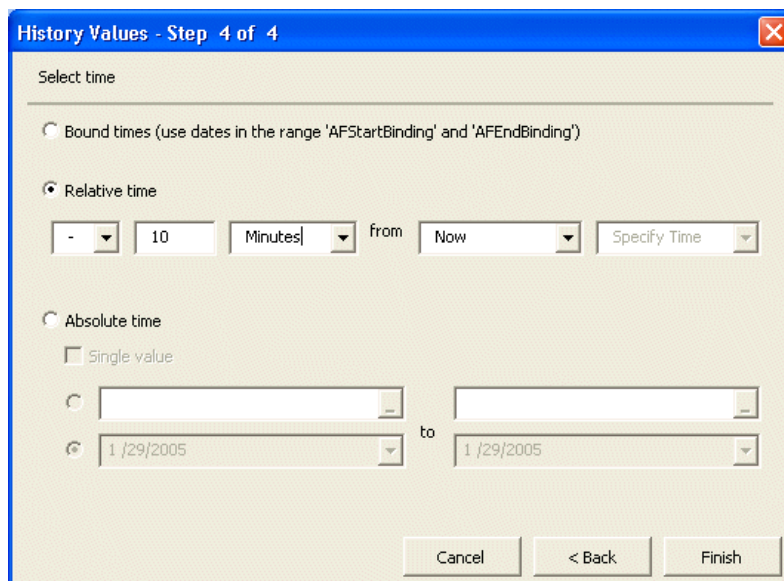 History Values - Step 4 of 4
Select time
Bound times (use dates in the range 'AFStartBinding' and 'AFEndBinding')
Relative time
- 10 Minutes from Now Specify Time
Absolute time
Single value
to
1 /29/2005 1 /29/2005
Cancel < Back Finish